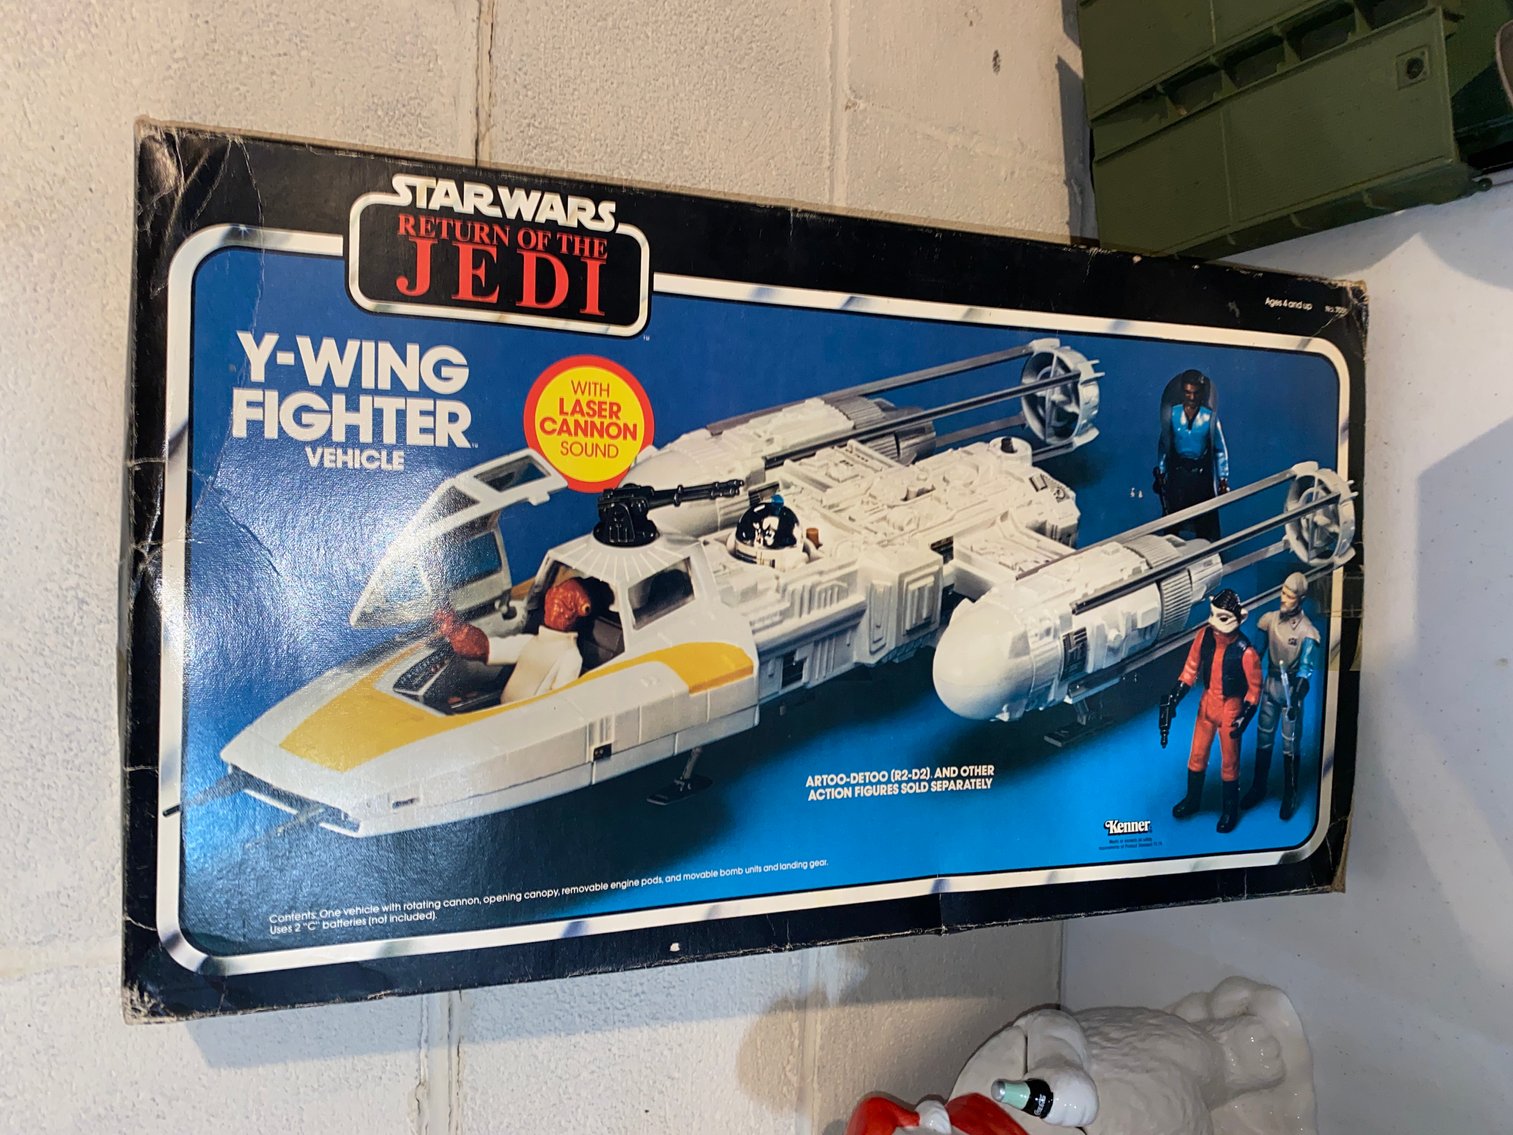 STAR WARS
RETURN OF THE
JEDI
Ages 4 and up
Y-WING
FIGHTER
VEHICLE
WITH
LASER
CANNON
SOUND
ARTOO-DETOO (R2-D2) AND OTHER
ACTION FIGURES SOLD SEPARATELY
Kenner
Contents: One vehicle with rotating cannon, opening canopy, removable engine pods, and movable bomb units and landing gear.
Uses 2 "C" batteries (not included).